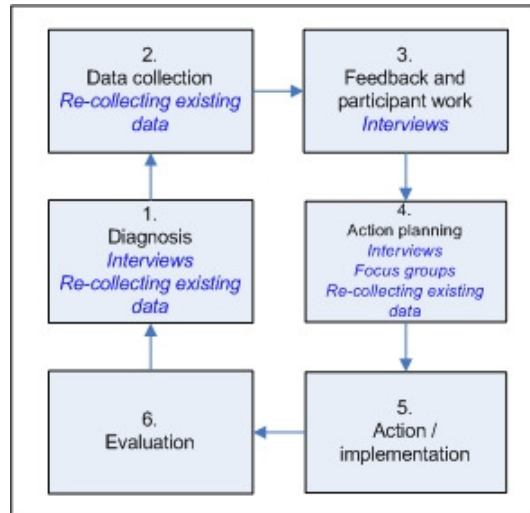 2.
Data collection
Re-collecting existing
data
3.
Feedback and
participant work
Interviews
1.
Diagnosis
Interviews
Re-collecting existing
data
4.
Action planning
Interviews
Focus groups
Re-collecting existing
data
6.
Evaluation
5.
Action /
implementation